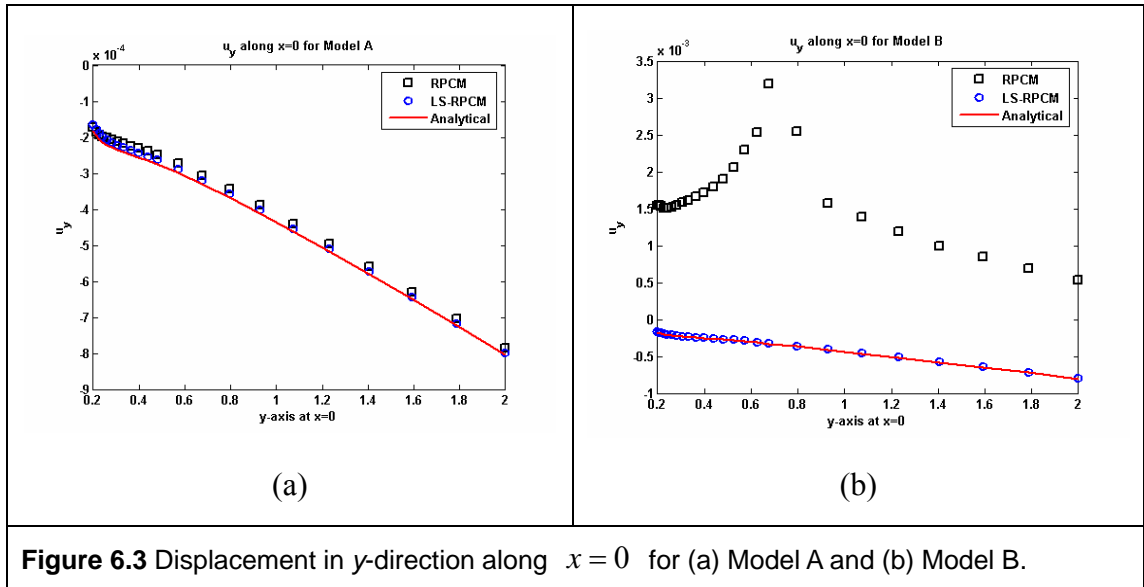 x 10⁻⁴
u_y along x=0 for Model A
RPCM
LS-RPCM
Analytical
0
-1
-2
-3
-4
-5
-6
-7
-8
-9
u_y
0.2
0.4
0.6
0.8
1
1.2
1.4
1.6
1.8
2
y-axis at x=0
(a)
x 10⁻³
u_y along x=0 for Model B
RPCM
LS-RPCM
Analytical
3.5
3
2.5
2
1.5
1
0.5
0
-0.5
-1
u_y
0.2
0.4
0.6
0.8
1
1.2
1.4
1.6
1.8
2
y-axis at x=0
(b)
Figure 6.3 Displacement in y-direction along x = 0 for (a) Model A and (b) Model B.